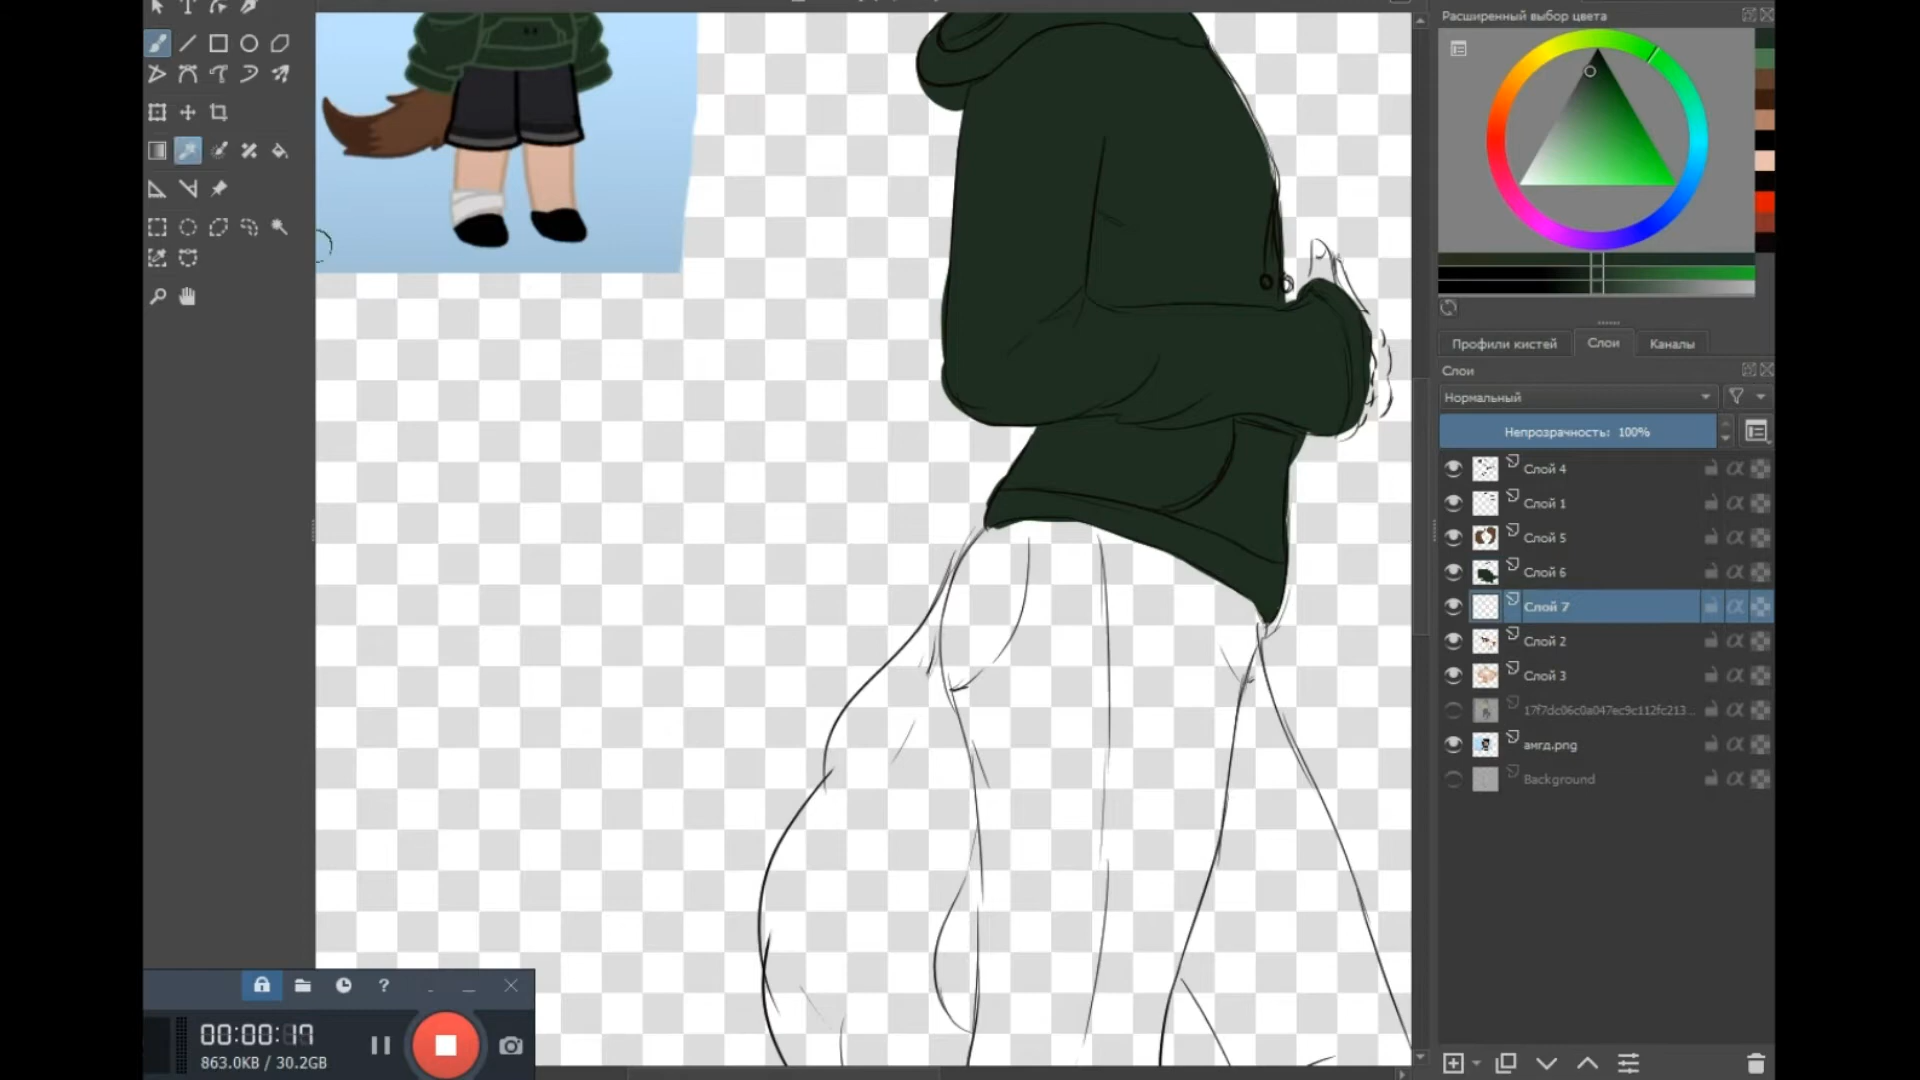 Расширенный выбор цвета
Профили кистей
Слои
Каналы
Слои
Нормальный
Непрозрачность: 100%
Слой 4
Слой 1
Слой 5
Слой 6
Слой 7
Слой 2
Слой 3
17f7dc06c0a047ec9c112fc213...
амгд.png
Background
00:00:17
863.0KB / 30.2GB